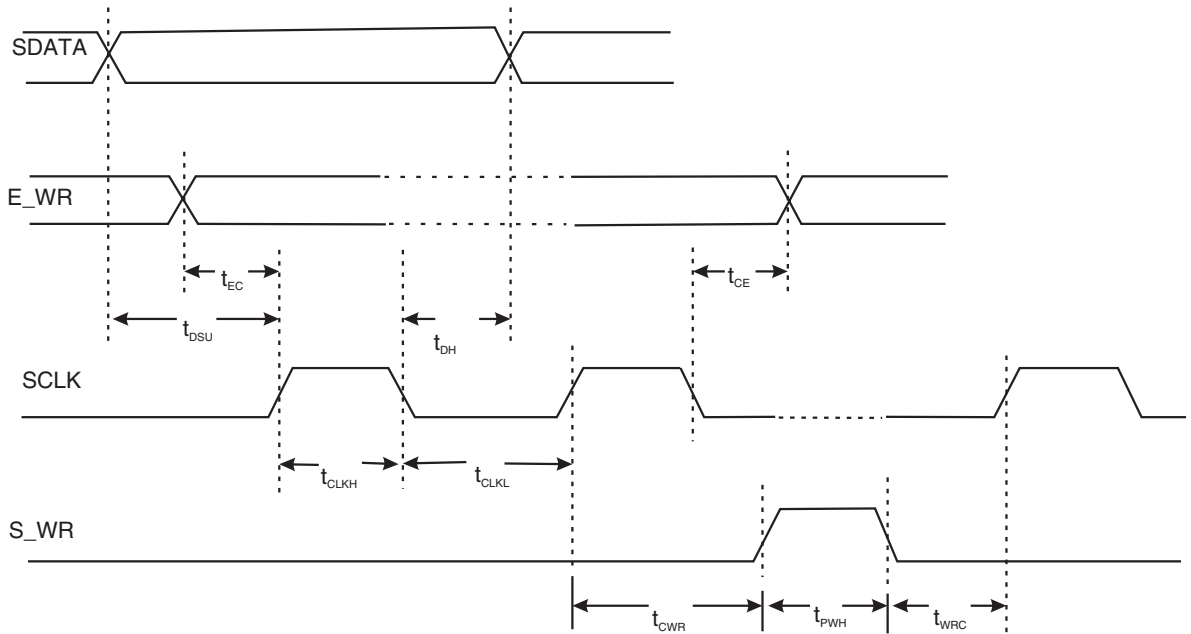 SDATA
E_WR
tEC
tCE
tDSU
tDH
SCLK
tCLKH
tCLKL
S_WR
tCWR
tPWH
tWRC